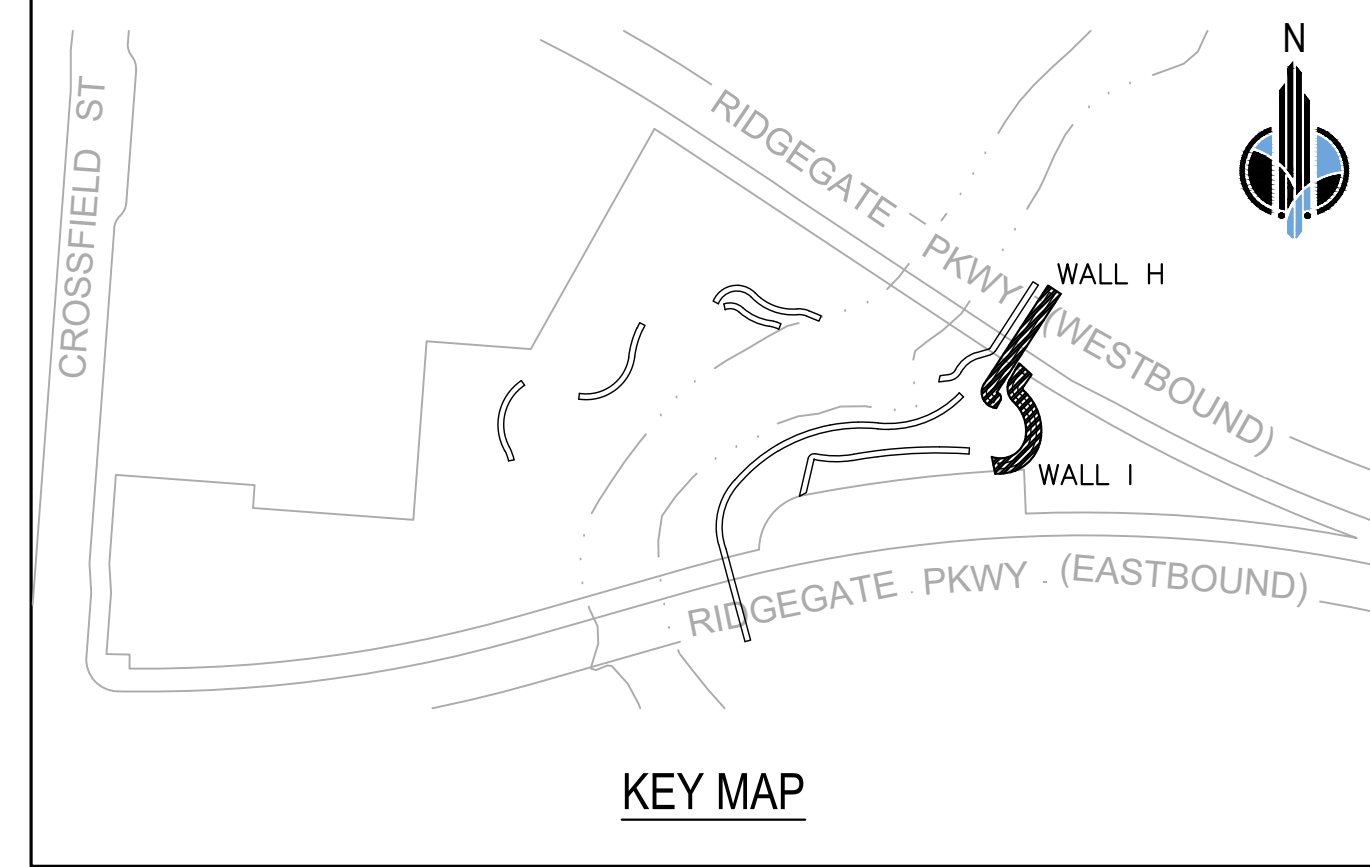 N
CROSSFIELD ST
RIDGEGATE PKWY (WESTBOUND)
WALL H
WALL I
RIDGEGATE PKWY (EASTBOUND)
KEY MAP